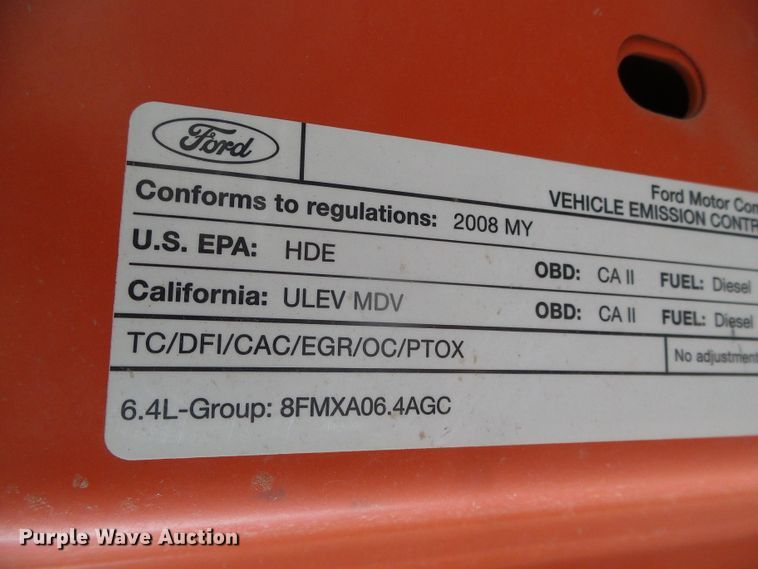 Ford
Ford Motor Com
VEHICLE EMISSION CONTR
Conforms to regulations: 2008 MY
U.S. EPA: HDE OBD: CA II FUEL: Diesel
California: ULEV MDV OBD: CA II FUEL: Diesel
TC/DFI/CAC/EGR/OC/PTOX No adjustment
6.4L-Group: 8FMXA06.4AGC
Purple Wave Auction